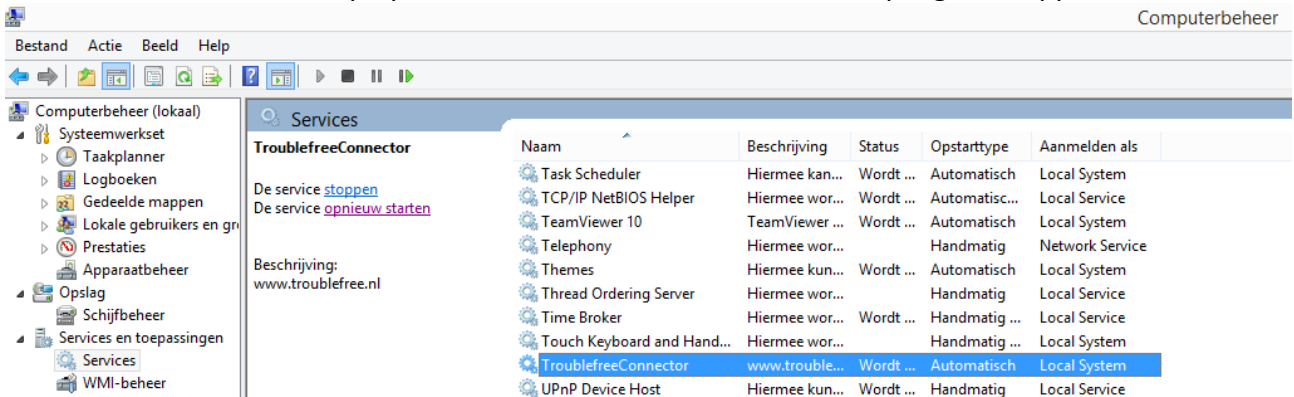 Computerbeheer
Bestand Actie Beeld Help
Computerbeheer (lokaal)
Systeemwerkset
Taakplanner
Logboeken
Gedeelde mappen
Lokale gebruikers en gr
Prestaties
Apparaatbeheer
Opslag
Schijfbeheer
Services en toepassingen
Services
WMI-beheer
Services
TroublefreeConnector
De service stoppen
De service opnieuw starten
Beschrijving:
www.troublefree.nl
Naam Beschrijving Status Opstarttype Aanmelden als
Task Scheduler Hiermee kan... Wordt ... Automatisch Local System
TCP/IP NetBIOS Helper Hiermee wor... Wordt ... Automatisc... Local Service
TeamViewer 10 TeamViewer ... Wordt ... Automatisch Local System
Telephony Hiermee wor... Handmatig Network Service
Themes Hiermee kun... Wordt ... Automatisch Local System
Thread Ordering Server Hiermee wor... Handmatig Local Service
Time Broker Hiermee wor... Wordt ... Handmatig ... Local Service
Touch Keyboard and Hand... Hiermee wor... Handmatig ... Local System
TroublefreeConnector www.trouble... Wordt ... Automatisch Local System
UPnP Device Host Hiermee kun... Wordt ... Handmatig Local Service